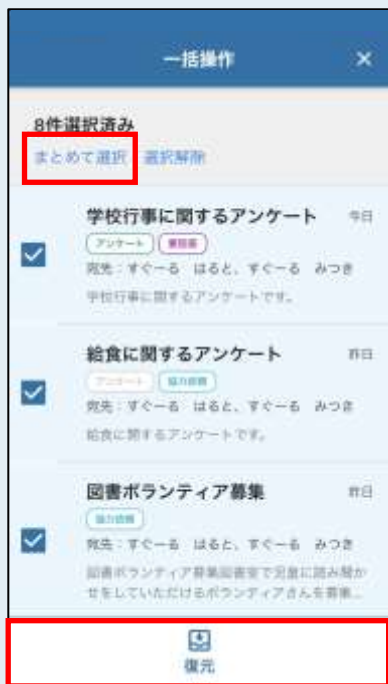 一括操作 ×
8件選択済み
まとめて選択 選択解除
学校行事に関するアンケート 今日
アンケート 重要
宛先：すぐーる はると、すぐーる みつき
学校行事に関するアンケートです。
給食に関するアンケート 昨日
アンケート 協力依頼
宛先：すぐーる はると、すぐーる みつき
給食に関するアンケートです。
図書ボランティア募集 昨日
協力依頼
宛先：すぐーる はると、すぐーる みつき
図書ボランティア募集図書室で児童に読み聞か
せをしていただけるボランティアさんを募集...
復元